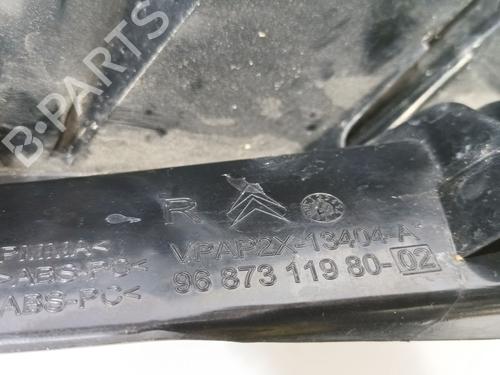 B-PARTS
R
PMMA<
VPAP2X-13404-A
>ABS-PC<
96 873 119 80-02
ABS-PC<